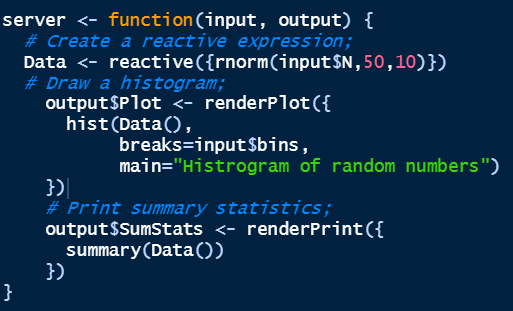 server <- function(input, output) {
# Create a reactive expression;
Data <- reactive({rnorm(input$N,50,10)})
# Draw a histogram;
output$Plot <- renderPlot({
hist(Data(),
breaks=input$bins,
main="Histrogram of random numbers")
})
# Print summary statistics;
output$SumStats <- renderPrint({
summary(Data())
})
}